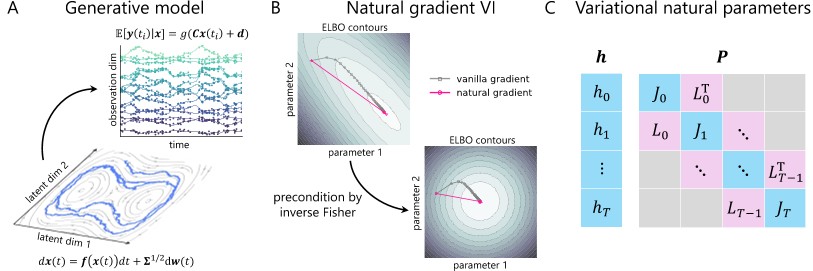 A
Generative model
𝔼[y(tᵢ)|x] = g(Cx(tᵢ) + d)
observation dim
time
latent dim 2
latent dim 1
dx(t) = f(x(t))dt + Σ^{1/2}dw(t)
B
Natural gradient VI
ELBO contours
parameter 2
parameter 1
vanilla gradient
natural gradient
precondition by
inverse Fisher
ELBO contours
parameter 2
parameter 1
C
Variational natural parameters
h
P
h₀
J₀ L₀ᵀ
h₁
L₀ J₁ ⋱
⋮
⋱ ⋱ L_{T−1}^T
h_T
L_{T−1} J_T